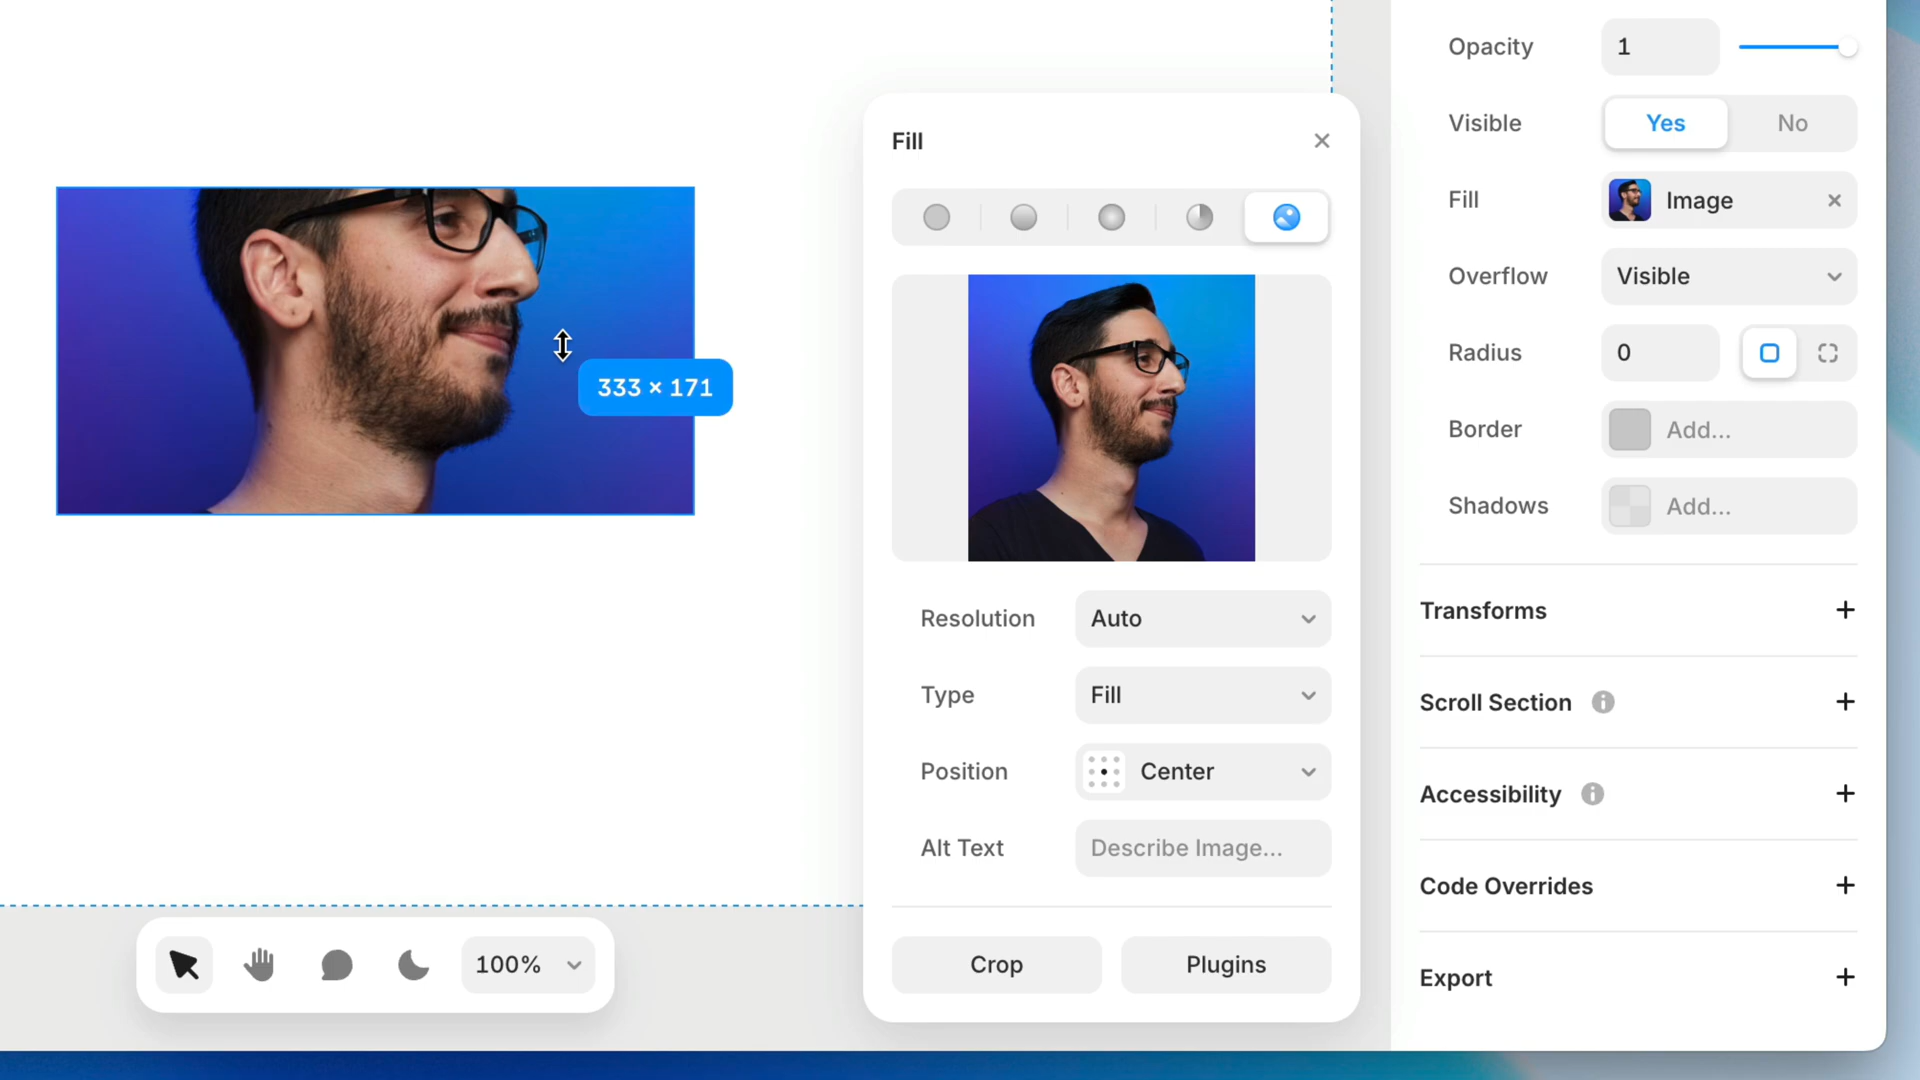 333 × 171
Fill
Resolution
Auto
Type
Fill
Position
Center
Alt Text
Describe Image...
Crop
Plugins
100%
Opacity
1
Visible
Yes
No
Fill
Image
Overflow
Visible
Radius
0
Border
Add...
Shadows
Add...
Transforms
Scroll Section
Accessibility
Code Overrides
Export